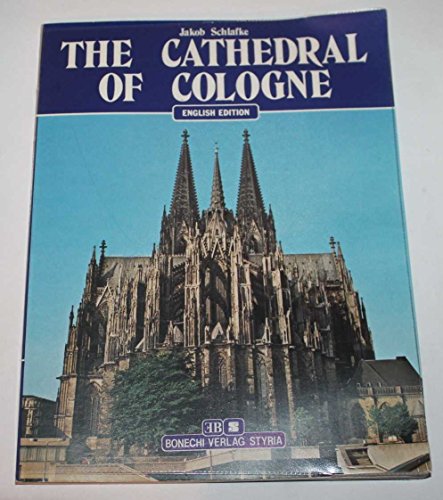 Jakob Schlafke
THE CATHEDRAL
OF COLOGNE
ENGLISH EDITION
BONECHI VERLAG STYRIA